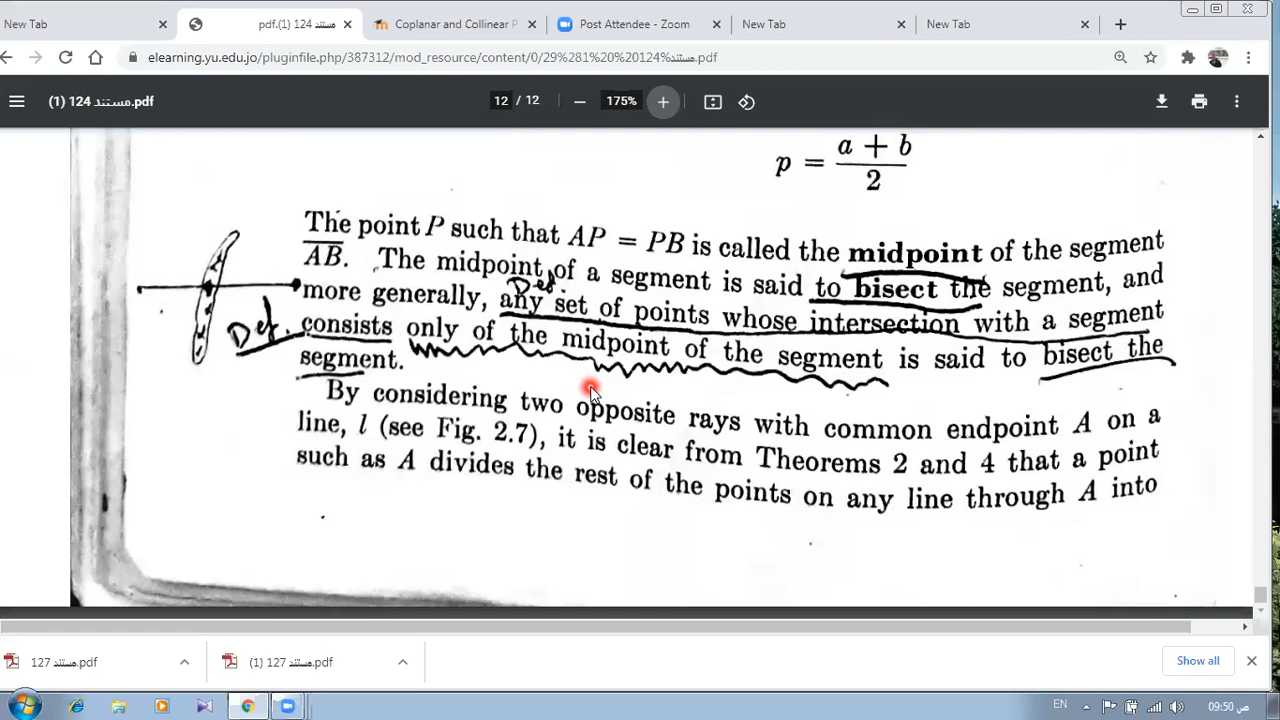 New Tab
مستند 124 (1).pdf
Coplanar and Collinear P
Post Attendee - Zoom
New Tab
New Tab
elearning.yu.edu.jo/pluginfile.php/387312/mod_resource/content/0/29%281%20%20124%مستند.pdf
مستند 124 (1).pdf
12 / 12
175%
p = a + b / 2
The point P such that AP = PB is called the midpoint of the segment
AB. The midpoint of a segment is said to bisect the segment, and
Def.
more generally, any set of points whose intersection with a segment
Def.
consists only of the midpoint of the segment is said to bisect the
segment.
By considering two opposite rays with common endpoint A on a
line, l (see Fig. 2.7), it is clear from Theorems 2 and 4 that a point
such as A divides the rest of the points on any line through A into
مستند 127.pdf
مستند 127 (1).pdf
Show all
EN
09:50 ص